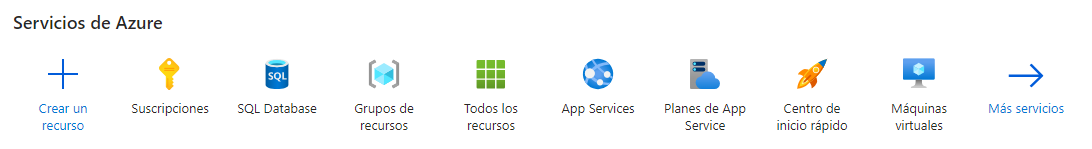 Servicios de Azure
SQL
Crear un
recurso
Suscripciones
SQL Database
Grupos de
recursos
Todos los
recursos
App Services
Planes de App
Service
Centro de
inicio rápido
Máquinas
virtuales
Más servicios